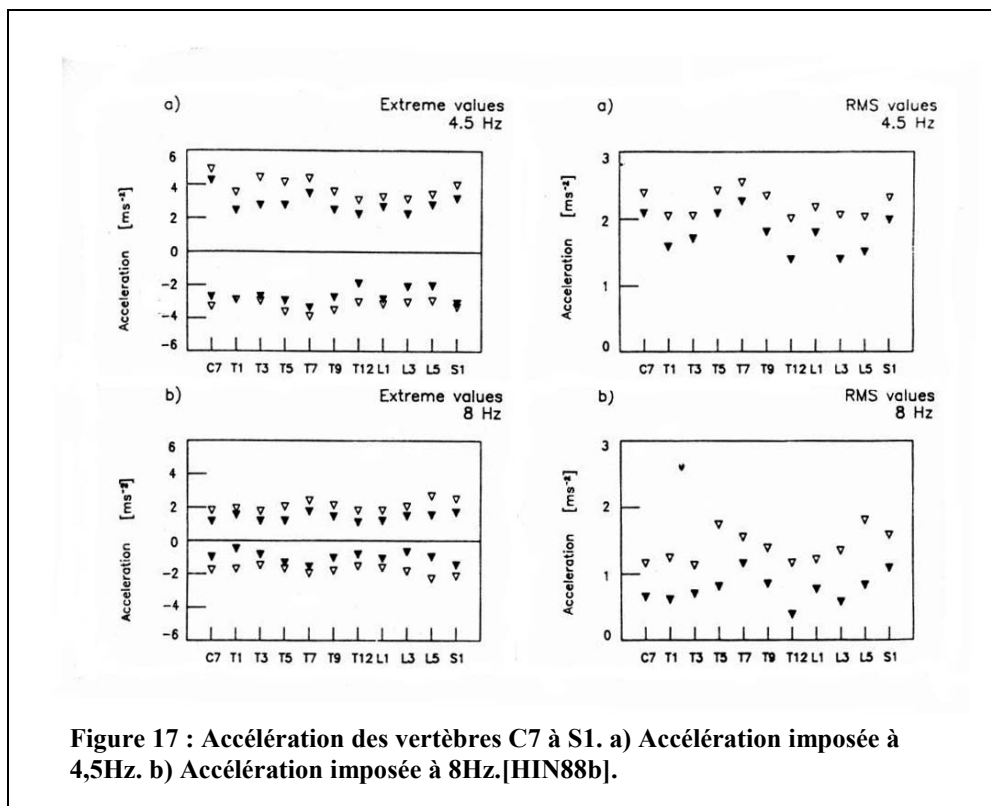 a)
Extreme values
4.5 Hz
6
4
2
0
-2
-4
-6
Acceleration [ms⁻²]
C7 T1 T3 T5 T7 T9 T12 L1 L3 L5 S1
a)
RMS values
4.5 Hz
3
2
1
0
Acceleration [ms⁻²]
C7 T1 T3 T5 T7 T9 T12 L1 L3 L5 S1
b)
Extreme values
8 Hz
6
4
2
0
-2
-4
-6
Acceleration [ms⁻²]
C7 T1 T3 T5 T7 T9 T12 L1 L3 L5 S1
b)
RMS values
8 Hz
3
2
1
0
Acceleration [ms⁻²]
C7 T1 T3 T5 T7 T9 T12 L1 L3 L5 S1
Figure 17 : Accélération des vertèbres C7 à S1. a) Accélération imposée à
4,5Hz. b) Accélération imposée à 8Hz.[HIN88b].